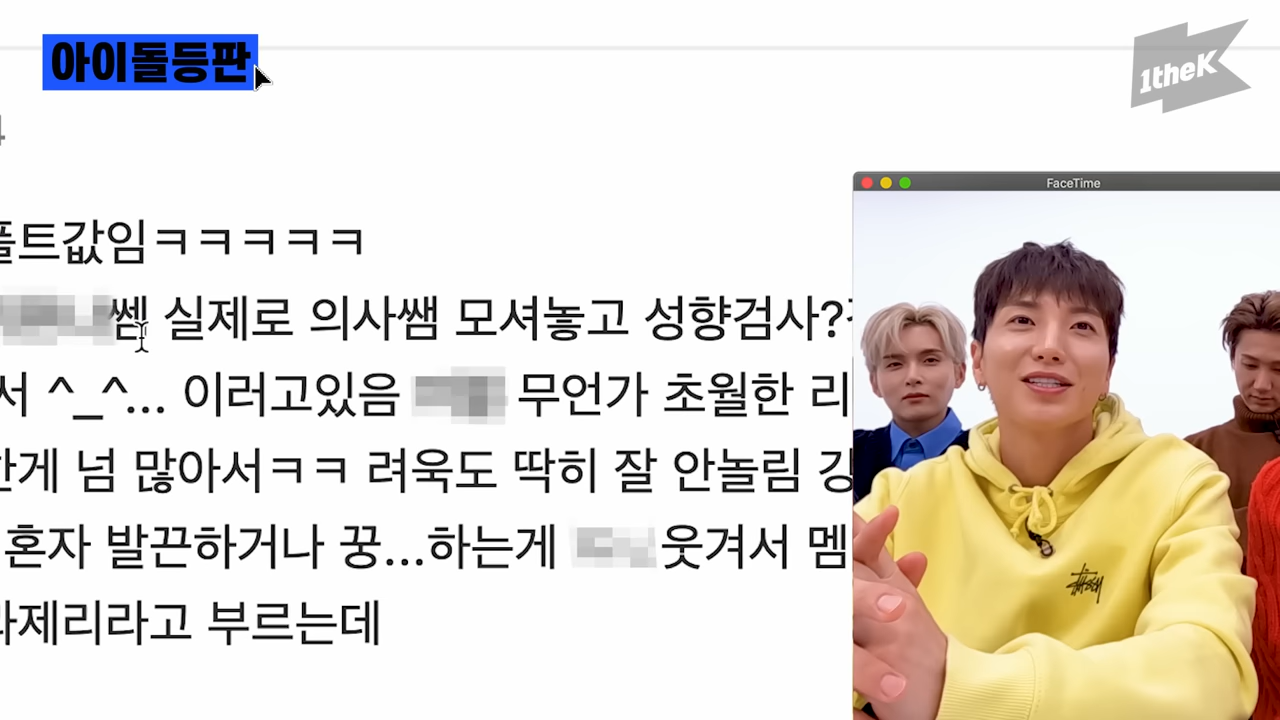 아이돌등판
1theK
FaceTime
폴트값임ㅋㅋㅋㅋㅋ
쎈 실제로 의사쌤 모셔놓고 성향검사?
서 ^_^... 이러고있음 무언가 초월한 리
한게 넘 많아서ㅋㅋ 려욱도 딱히 잘 안놀림 강
혼자 발끈하거나 꿍...하는게 웃겨서 멤
과제리라고 부르는데